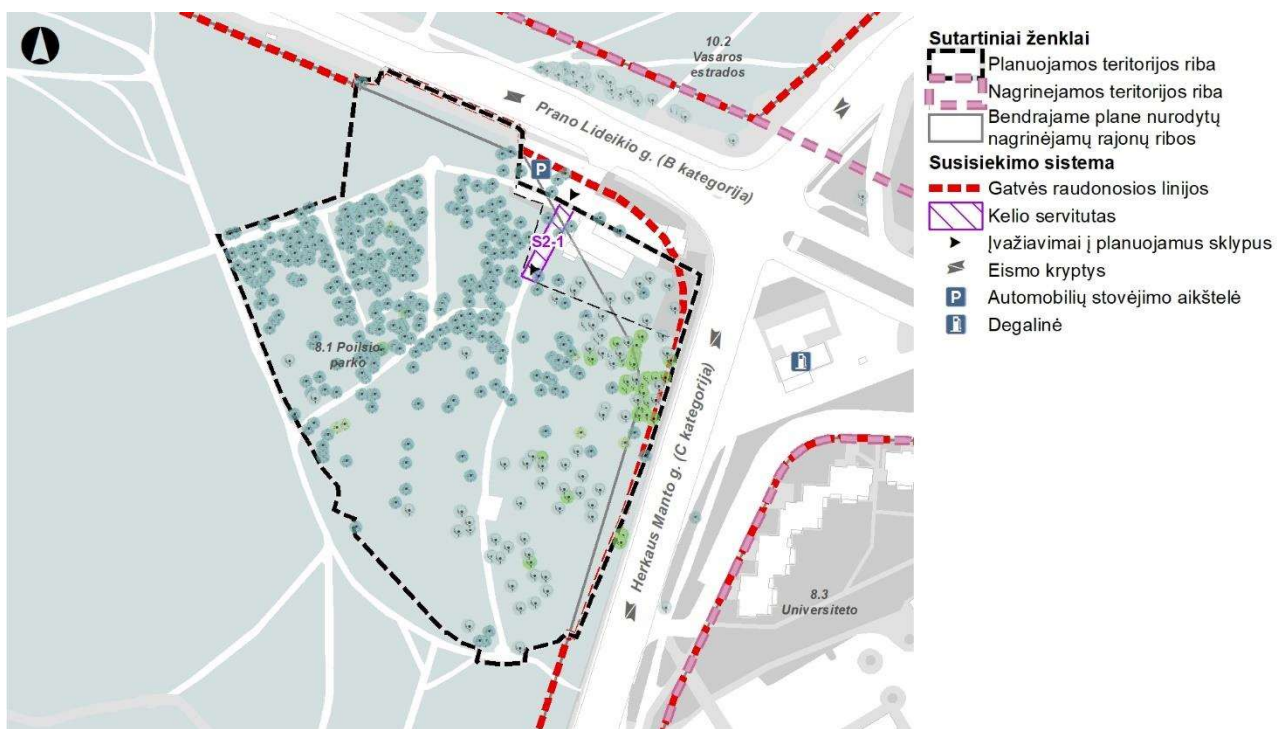 10.2
Vasaros
estrados
Prano Lideikio g. (B kategorija)
P
S2-1
8.1 Poilsio
parko
Herkaus Manto g. (C kategorija)
8.3
Universiteto
Sutartiniai ženklai
Planuojamos teritorijos riba
Nagrinejamos teritorijos riba
Bendrajame plane nurodytų
nagrinėjamų rajonų ribos
Susisiekimo sistema
Gatvės raudonosios linijos
Kelio servitutas
Įvažiavimai į planuojamus sklypus
Eismo kryptys
P Automobilių stovėjimo aikštelė
Degalinė